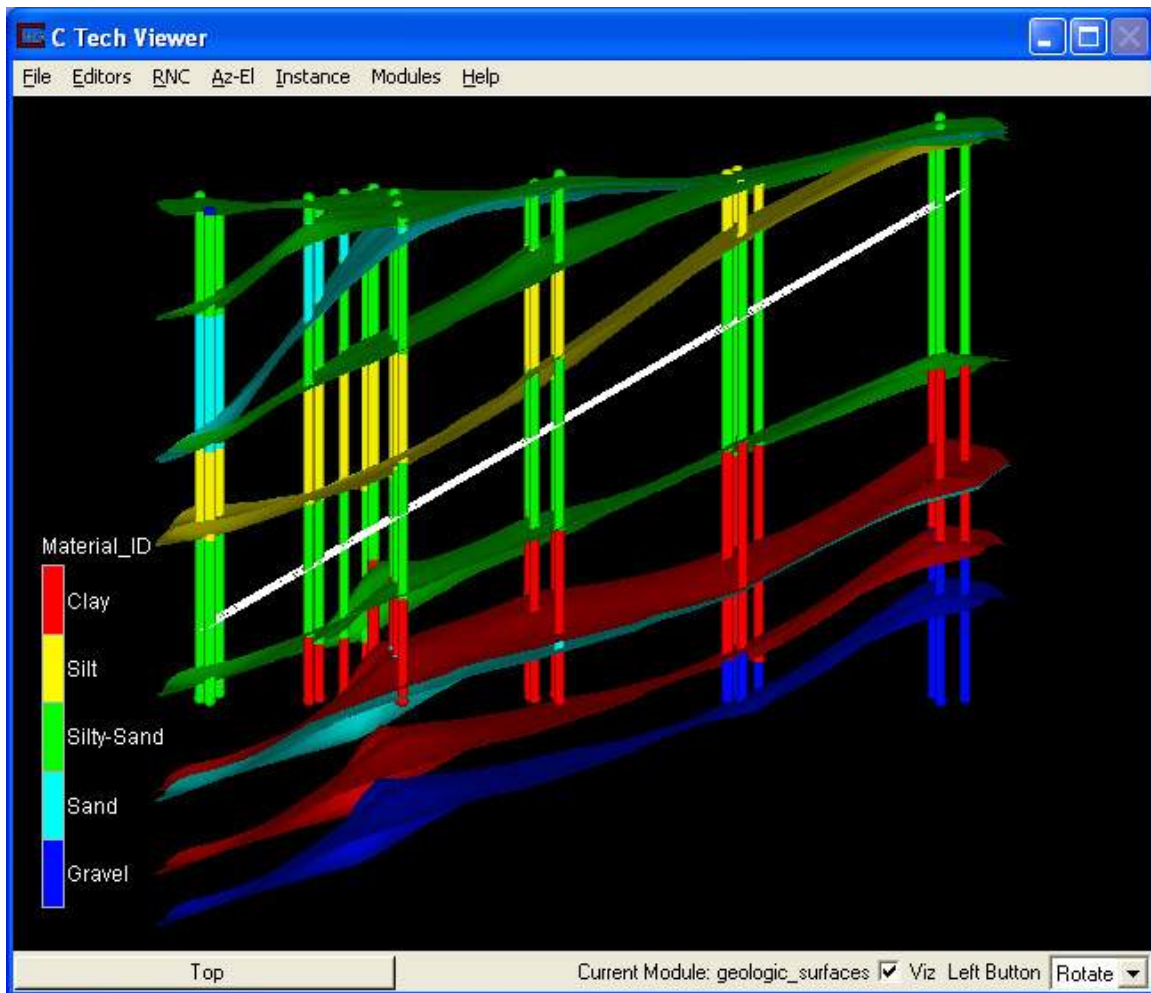 C Tech Viewer
File Editors RNC Az-El Instance Modules Help
Material_ID
Clay
Silt
Silty-Sand
Sand
Gravel
Top Current Module: geologic_surfaces Viz Left Button Rotate